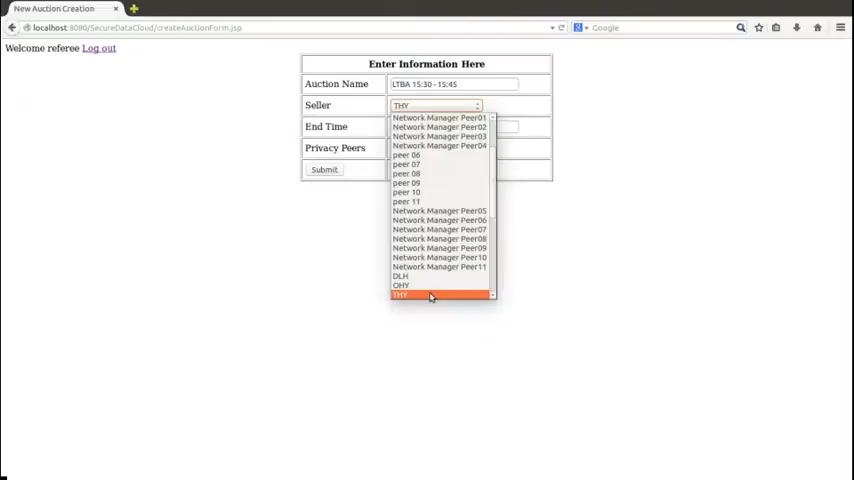 New Auction Creation
localhost:8080/SecureDataCloud/createAuctionForm.jsp
Google
Welcome referee Log out
Enter Information Here
Auction Name
LTBA 15:30 - 15:45
Seller
THY
End Time
Privacy Peers
Submit
Network Manager Peer01
Network Manager Peer02
Network Manager Peer03
Network Manager Peer04
peer 06
peer 07
peer 08
peer 09
peer 10
peer 11
Network Manager Peer05
Network Manager Peer06
Network Manager Peer07
Network Manager Peer08
Network Manager Peer09
Network Manager Peer10
Network Manager Peer11
DLH
OHY
THY